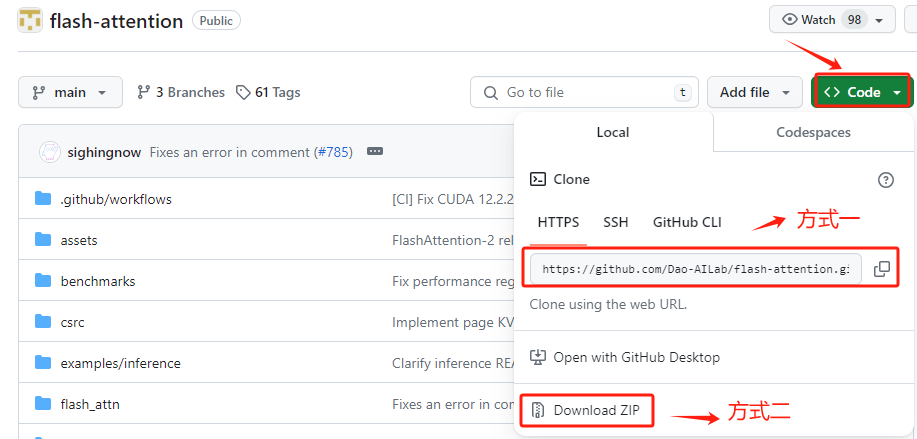 flash-attention Public Watch 98
main 3 Branches 61 Tags Go to file t Add file <> Code
Local Codespaces
sighingnow Fixes an error in comment (#785)
Clone
.github/workflows [CI] Fix CUDA 12.2.2
HTTPS SSH GitHub CLI 方式一
assets FlashAttention-2 rel
https://github.com/Dao-AILab/flash-attention.gi
benchmarks Fix performance reg
Clone using the web URL.
csrc Implement page KV
Open with GitHub Desktop
examples/inference Clarify inference REA
flash_attn Fixes an error in com
Download ZIP 方式二